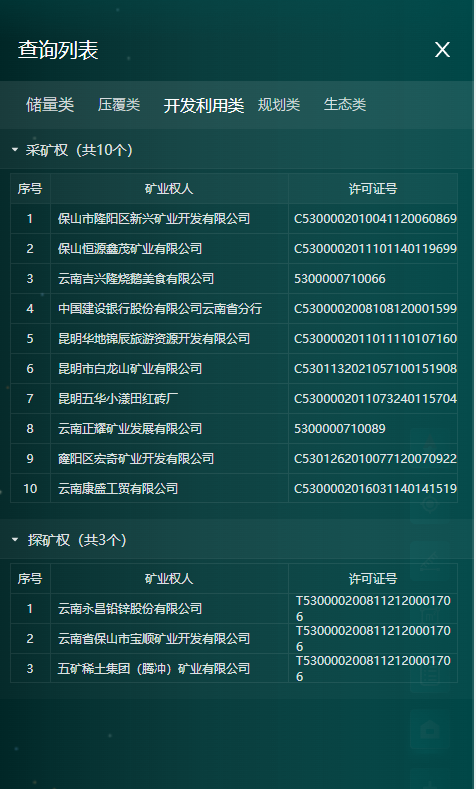 查询列表 X
储量类 压覆类 开发利用类 规划类 生态类
采矿权（共10个）
序号 矿业权人 许可证号
1 保山市隆阳区新兴矿业开发有限公司 C5300002010041120060869
2 保山恒源鑫茂矿业有限公司 C5300002011101140119699
3 云南吉兴隆烧鹅美食有限公司 5300000710066
4 中国建设银行股份有限公司云南省分行 C5300002008108120001599
5 昆明华地锦辰旅游资源开发有限公司 C5300002011011110107160
6 昆明市白龙山矿业有限公司 C5301132021057100151908
7 昆明五华小漾田红砖厂 C5300002011073240115704
8 云南正耀矿业发展有限公司 5300000710089
9 隆阳区宏奇矿业开发有限公司 C5301262010077120070922
10 云南康盛工贸有限公司 C5300002016031140141519
探矿权（共3个）
序号 矿业权人 许可证号
1 云南永昌铅锌股份有限公司 T530000200811212000170
6
2 云南省保山市宝顺矿业开发有限公司 T530000200811212000170
6
3 五矿稀土集团（腾冲）矿业有限公司 T530000200811212000170
6